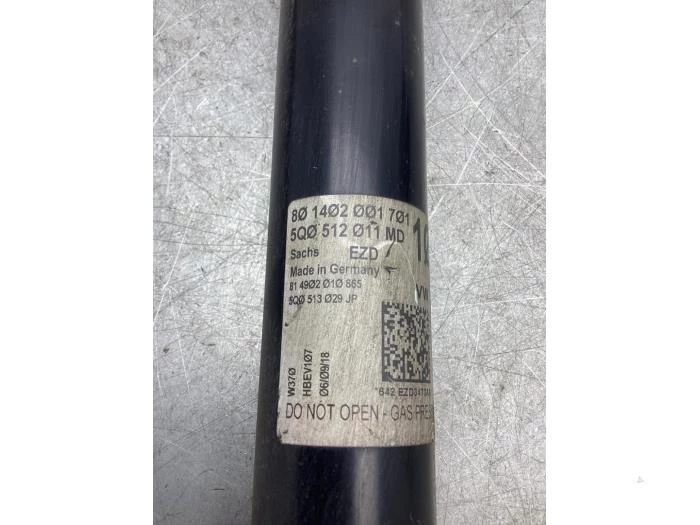 8Ø 14Ø2 ØØ1 7Ø1
5QØ 512 Ø11 MD
Sachs EZD
Made in Germany
81 49Ø2 Ø1Ø 865
5QØ 513 Ø29 JP
VW
W37Ø
HBEV1Ø7
Ø6/Ø9/18
DO NOT OPEN - GAS